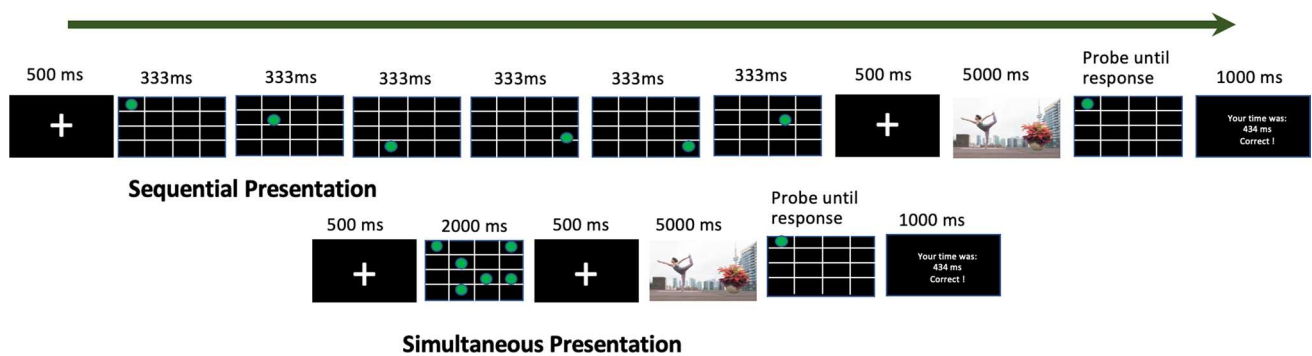 500 ms
333ms
333ms
333ms
333ms
333ms
333ms
500 ms
5000 ms
Probe until
response
1000 ms
Your time was:
434 ms
Correct !
Sequential Presentation
500 ms
2000 ms
500 ms
5000 ms
Probe until
response
1000 ms
Your time was:
434 ms
Correct !
Simultaneous Presentation